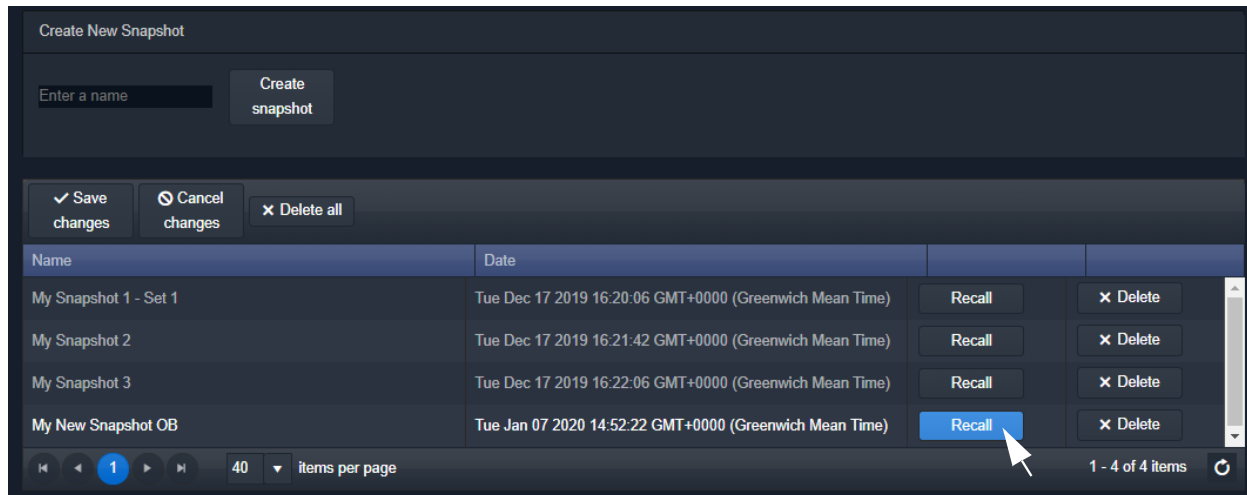 Create New Snapshot
Enter a name
Create
snapshot
Save
changes
Cancel
changes
Delete all
Name Date
My Snapshot 1 - Set 1 Tue Dec 17 2019 16:20:06 GMT+0000 (Greenwich Mean Time) Recall Delete
My Snapshot 2 Tue Dec 17 2019 16:21:42 GMT+0000 (Greenwich Mean Time) Recall Delete
My Snapshot 3 Tue Dec 17 2019 16:22:06 GMT+0000 (Greenwich Mean Time) Recall Delete
My New Snapshot OB Tue Jan 07 2020 14:52:22 GMT+0000 (Greenwich Mean Time) Recall Delete
1 40 items per page 1 - 4 of 4 items